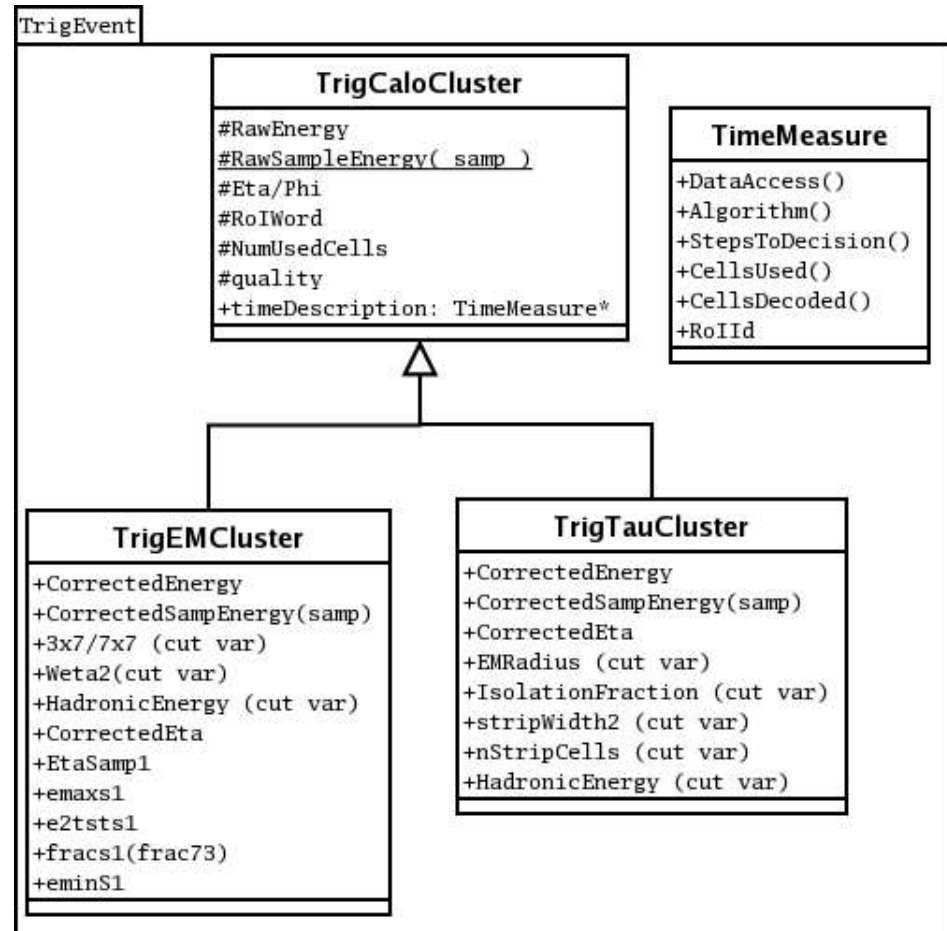 TrigEvent
TrigCaloCluster
#RawEnergy
#RawSampleEnergy( samp )
#Eta/Phi
#RoIWord
#NumUsedCells
#quality
+timeDescription: TimeMeasure*
TimeMeasure
+DataAccess()
+Algorithm()
+StepsToDecision()
+CellsUsed()
+CellsDecoded()
+RoIId
TrigEMCluster
+CorrectedEnergy
+CorrectedSampEnergy(samp)
+3x7/7x7 (cut var)
+Weta2(cut var)
+HadronicEnergy (cut var)
+CorrectedEta
+EtaSamp1
+emaxs1
+e2tsts1
+fracs1(frac73)
+eminS1
TrigTauCluster
+CorrectedEnergy
+CorrectedSampEnergy(samp)
+CorrectedEta
+EMRadius (cut var)
+IsolationFraction (cut var)
+stripWidth2 (cut var)
+nStripCells (cut var)
+HadronicEnergy (cut var)